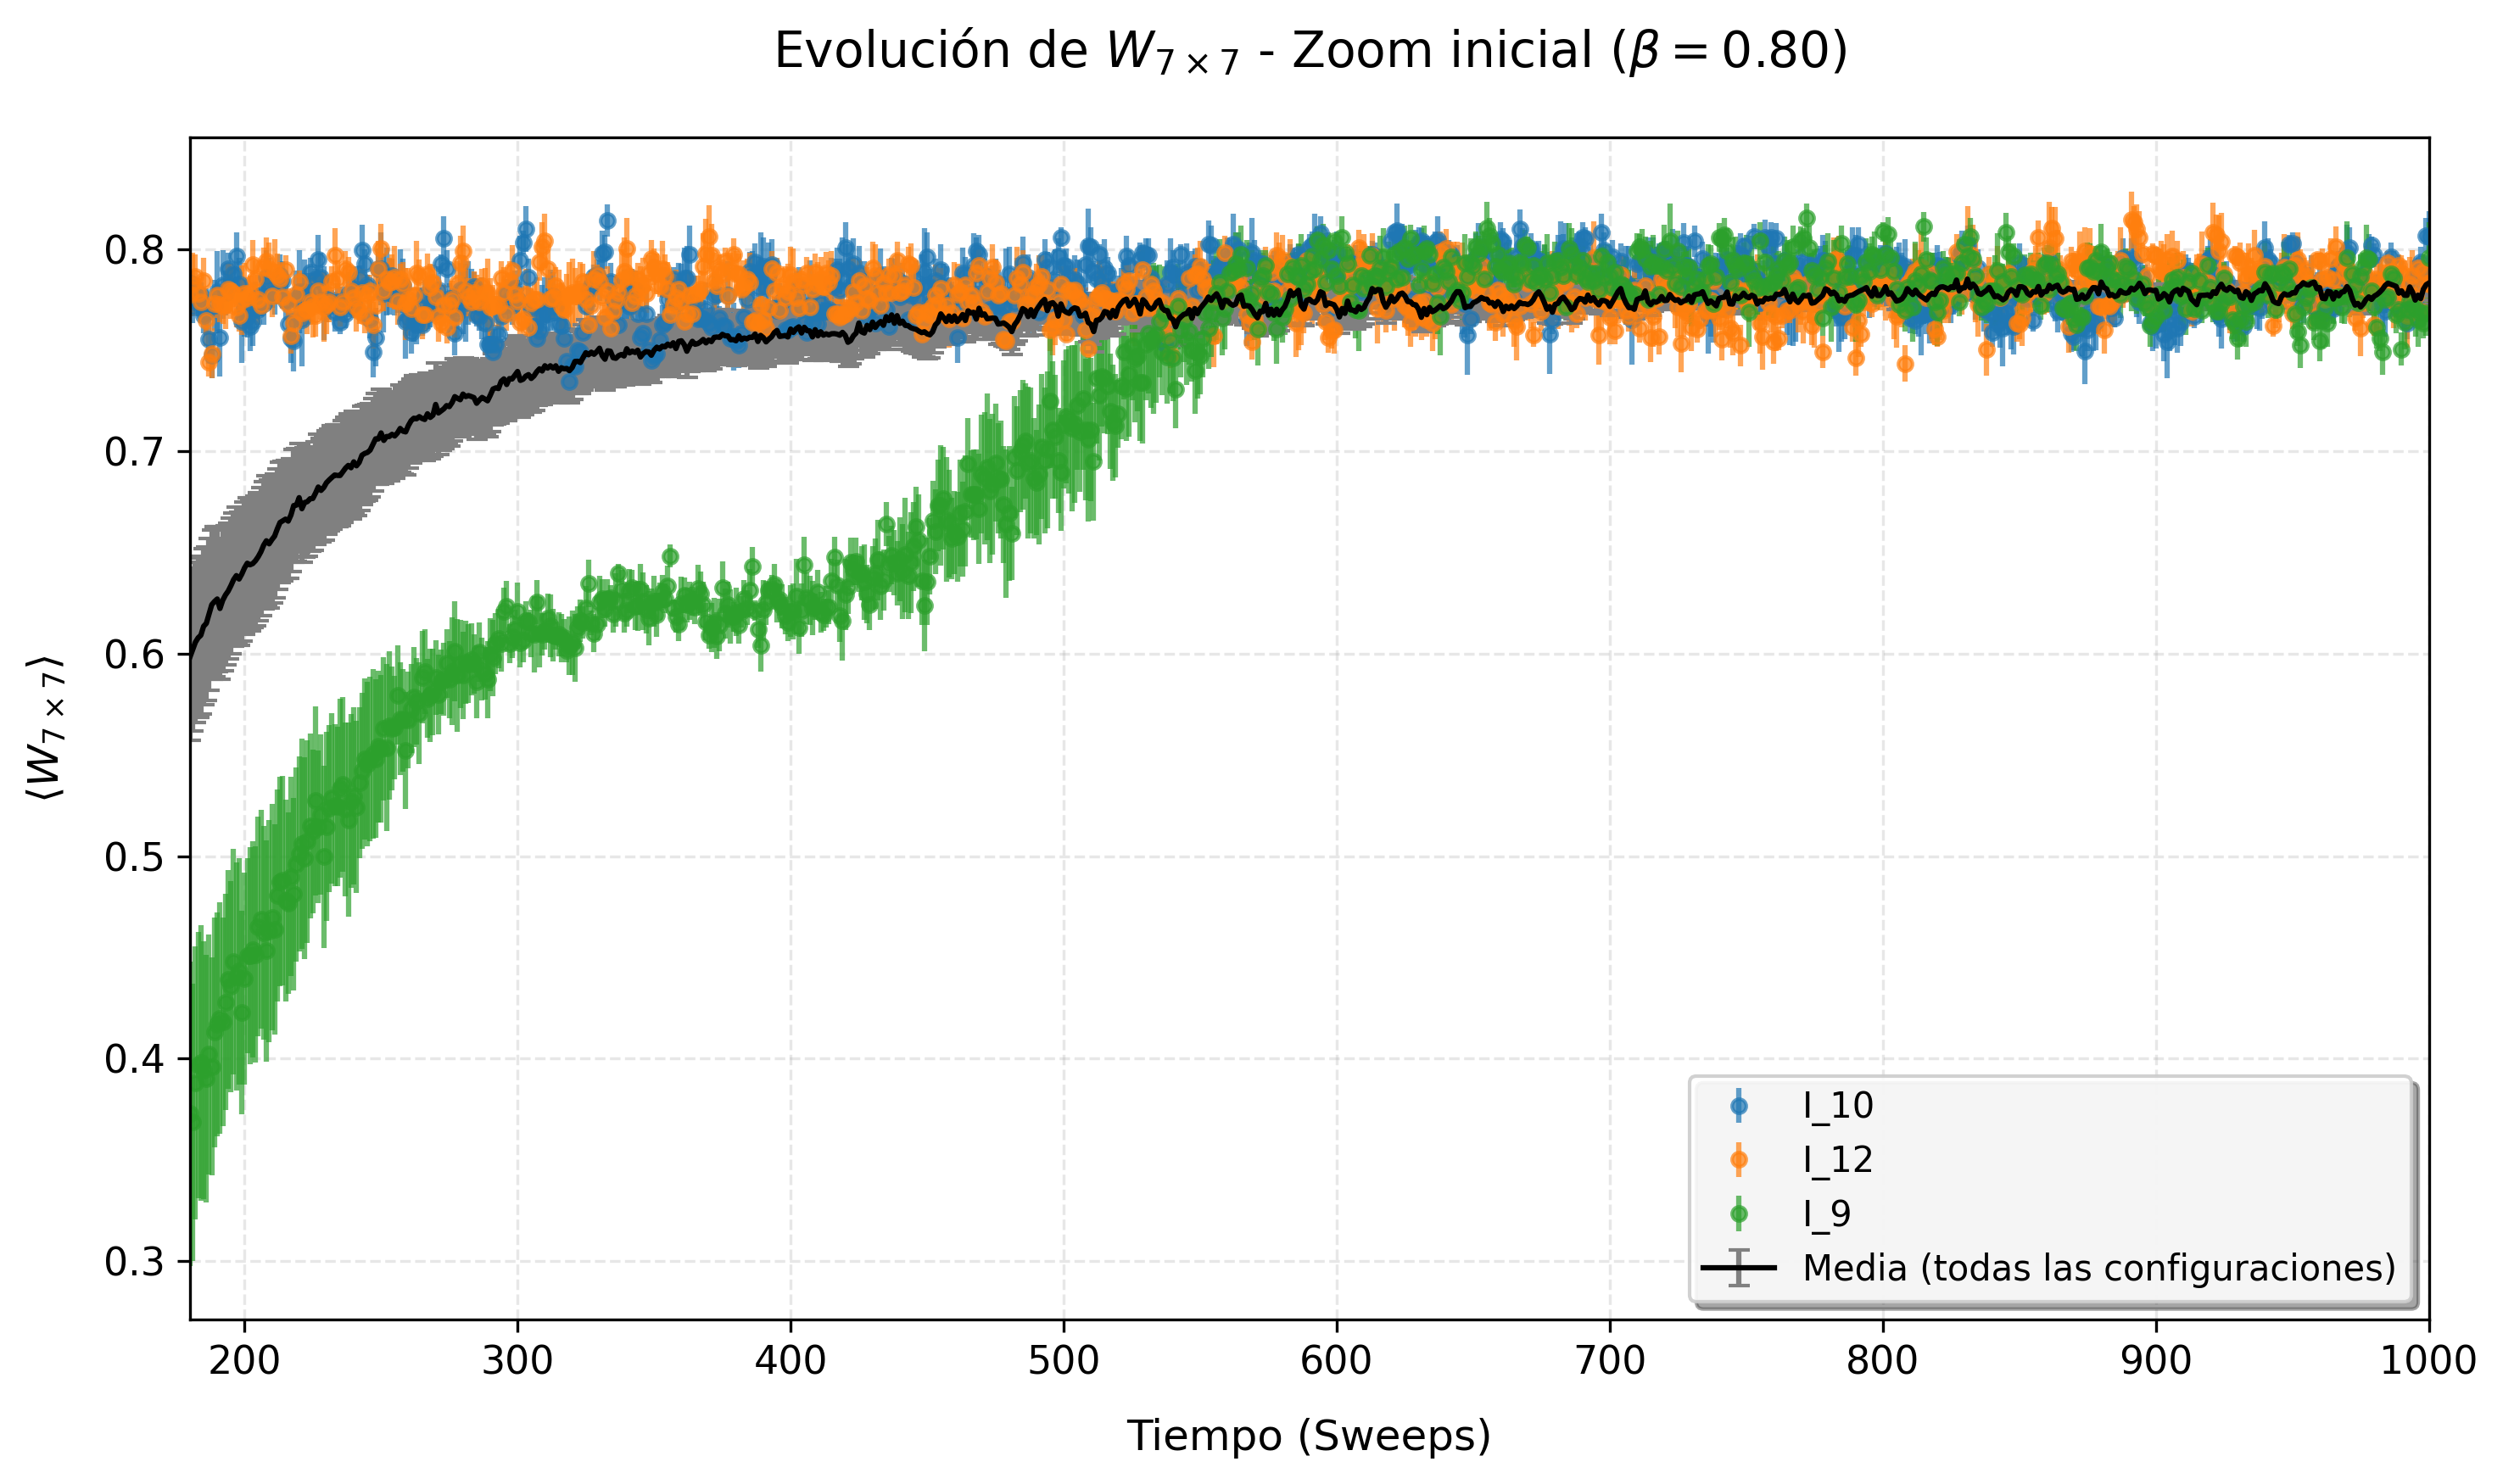 Evolución de W7 × 7 - Zoom inicial (β = 0.80)
⟨W7 × 7⟩
0.8
0.7
0.6
0.5
0.4
0.3
200 300 400 500 600 700 800 900 1000
Tiempo (Sweeps)
I_10
I_12
I_9
Media (todas las configuraciones)